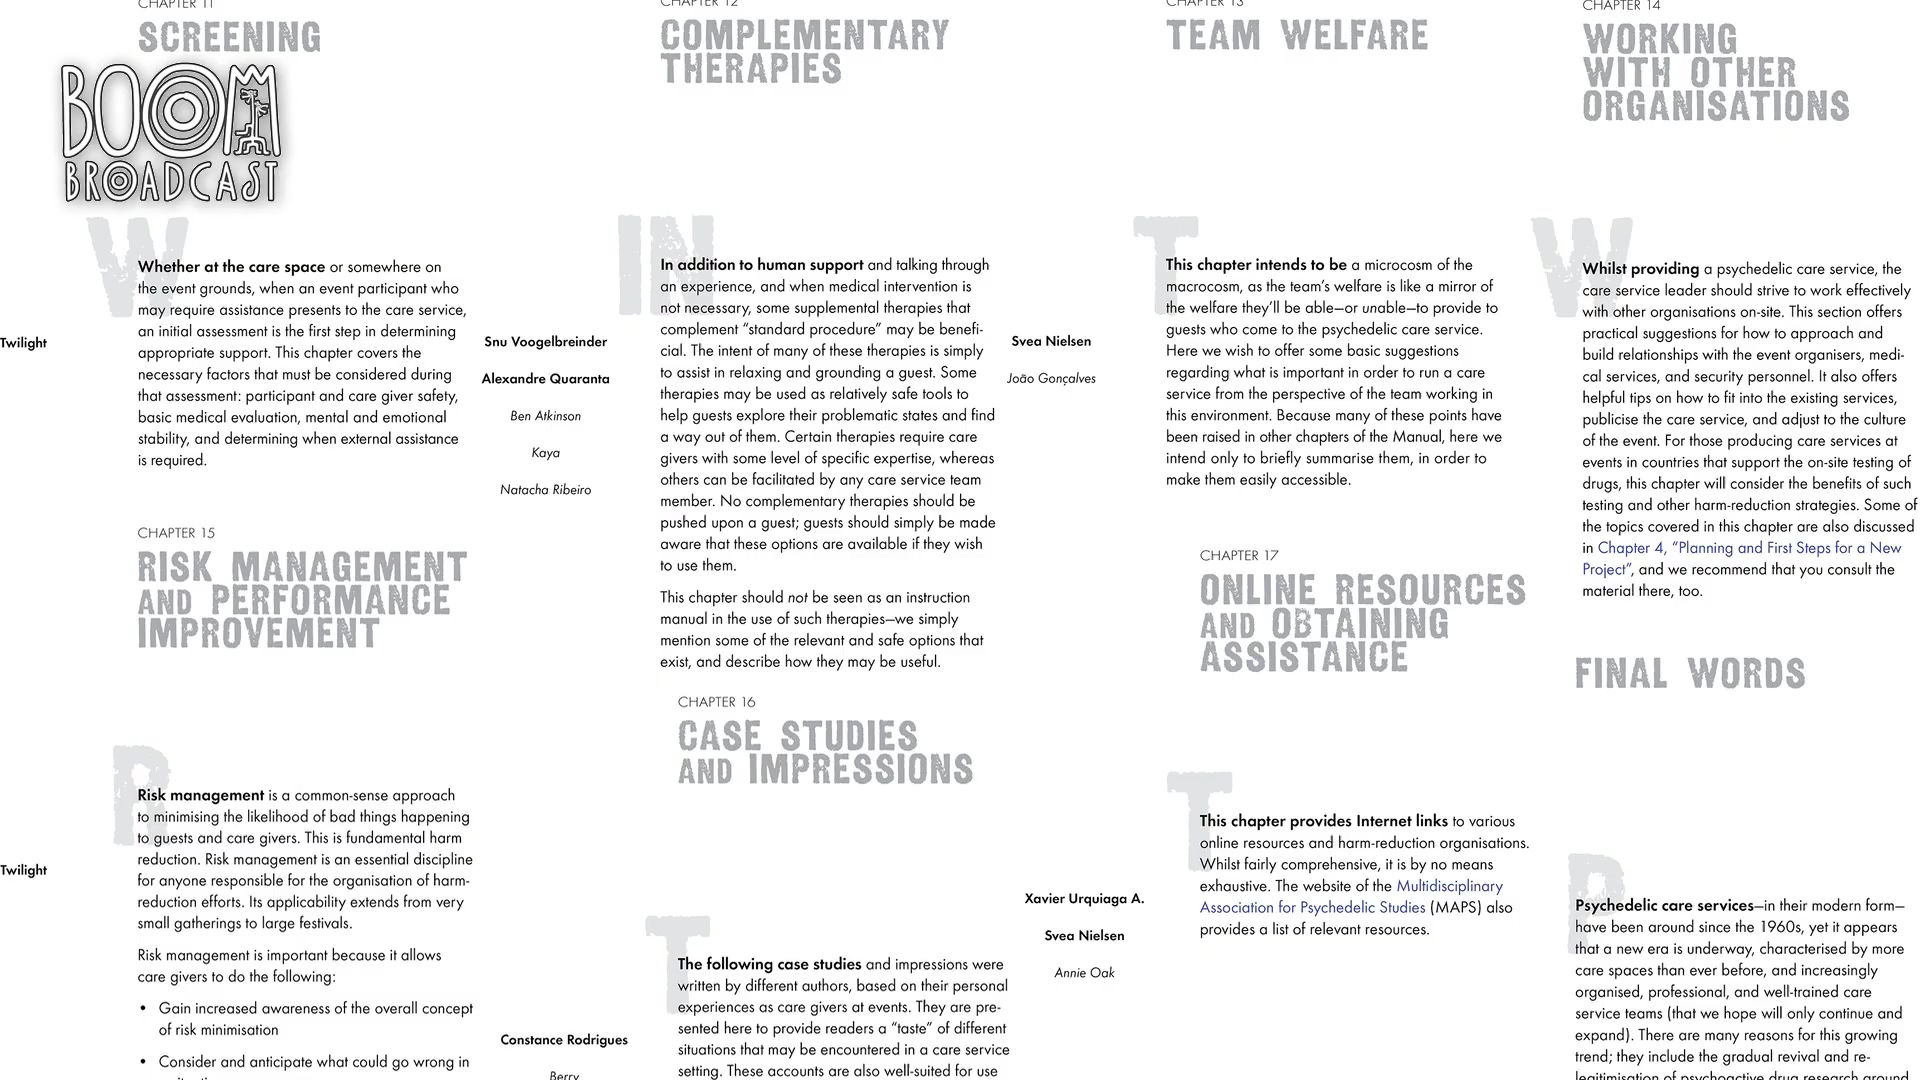 CHAPTER 11
SCREENING
BOOM
BROADCAST
W
Whether at the care space or somewhere on
the event grounds, when an event participant who
may require assistance presents to the care service,
an initial assessment is the first step in determining
appropriate support. This chapter covers the
necessary factors that must be considered during
that assessment: participant and care giver safety,
basic medical evaluation, mental and emotional
stability, and determining when external assistance
is required.
Twilight
CHAPTER 12
COMPLEMENTARY
THERAPIES
Snu Voogelbreinder
Alexandre Quaranta
Ben Atkinson
Kaya
Natacha Ribeiro
IN
In addition to human support and talking through
an experience, and when medical intervention is
not necessary, some supplemental therapies that
complement “standard procedure” may be benefi-
cial. The intent of many of these therapies is simply
to assist in relaxing and grounding a guest. Some
therapies may be used as relatively safe tools to
help guests explore their problematic states and find
a way out of them. Certain therapies require care
givers with some level of specific expertise, whereas
others can be facilitated by any care service team
member. No complementary therapies should be
pushed upon a guest; guests should simply be made
aware that these options are available if they wish
to use them.
This chapter should not be seen as an instruction
manual in the use of such therapies—we simply
mention some of the relevant and safe options that
exist, and describe how they may be useful.
CHAPTER 13
TEAM WELFARE
Svea Nielsen
João Gonçalves
T
This chapter intends to be a microcosm of the
macrocosm, as the team’s welfare is like a mirror of
the welfare they’ll be able—or unable—to provide to
guests who come to the psychedelic care service.
Here we wish to offer some basic suggestions
regarding what is important in order to run a care
service from the perspective of the team working in
this environment. Because many of these points have
been raised in other chapters of the Manual, here we
intend only to briefly summarise them, in order to
make them easily accessible.
CHAPTER 14
WORKING
WITH OTHER
ORGANISATIONS
W
Whilst providing a psychedelic care service, the
care service leader should strive to work effectively
with other organisations on-site. This section offers
practical suggestions for how to approach and
build relationships with the event organisers, medi-
cal services, and security personnel. It also offers
helpful tips on how to fit into the existing services,
publicise the care service, and adjust to the culture
of the event. For those producing care services at
events in countries that support the on-site testing of
drugs, this chapter will consider the benefits of such
testing and other harm-reduction strategies. Some of
the topics covered in this chapter are also discussed
in Chapter 4, “Planning and First Steps for a New
Project”, and we recommend that you consult the
material there, too.
CHAPTER 15
RISK MANAGEMENT
AND PERFORMANCE
IMPROVEMENT
Twilight
R
Risk management is a common-sense approach
to minimising the likelihood of bad things happening
to guests and care givers. This is fundamental harm
reduction. Risk management is an essential discipline
for anyone responsible for the organisation of harm-
reduction efforts. Its applicability extends from very
small gatherings to large festivals.
Risk management is important because it allows
care givers to do the following:
• Gain increased awareness of the overall concept
of risk minimisation
• Consider and anticipate what could go wrong in
CHAPTER 16
CASE STUDIES
AND IMPRESSIONS
Constance Rodrigues
Berry
T
The following case studies and impressions were
written by different authors, based on their personal
experiences as care givers at events. They are pre-
sented here to provide readers a “taste” of different
situations that may be encountered in a care service
setting. These accounts are also well-suited for use
CHAPTER 17
ONLINE RESOURCES
AND OBTAINING
ASSISTANCE
Xavier Urquiaga A.
Svea Nielsen
Annie Oak
T
This chapter provides Internet links to various
online resources and harm-reduction organisations.
Whilst fairly comprehensive, it is by no means
exhaustive. The website of the Multidisciplinary
Association for Psychedelic Studies (MAPS) also
provides a list of relevant resources.
FINAL WORDS
P
Psychedelic care services—in their modern form—
have been around since the 1960s, yet it appears
that a new era is underway, characterised by more
care spaces than ever before, and increasingly
organised, professional, and well-trained care
service teams (that we hope will only continue and
expand). There are many reasons for this growing
trend; they include the gradual revival and re-
legitimisation of psychoactive drug research around